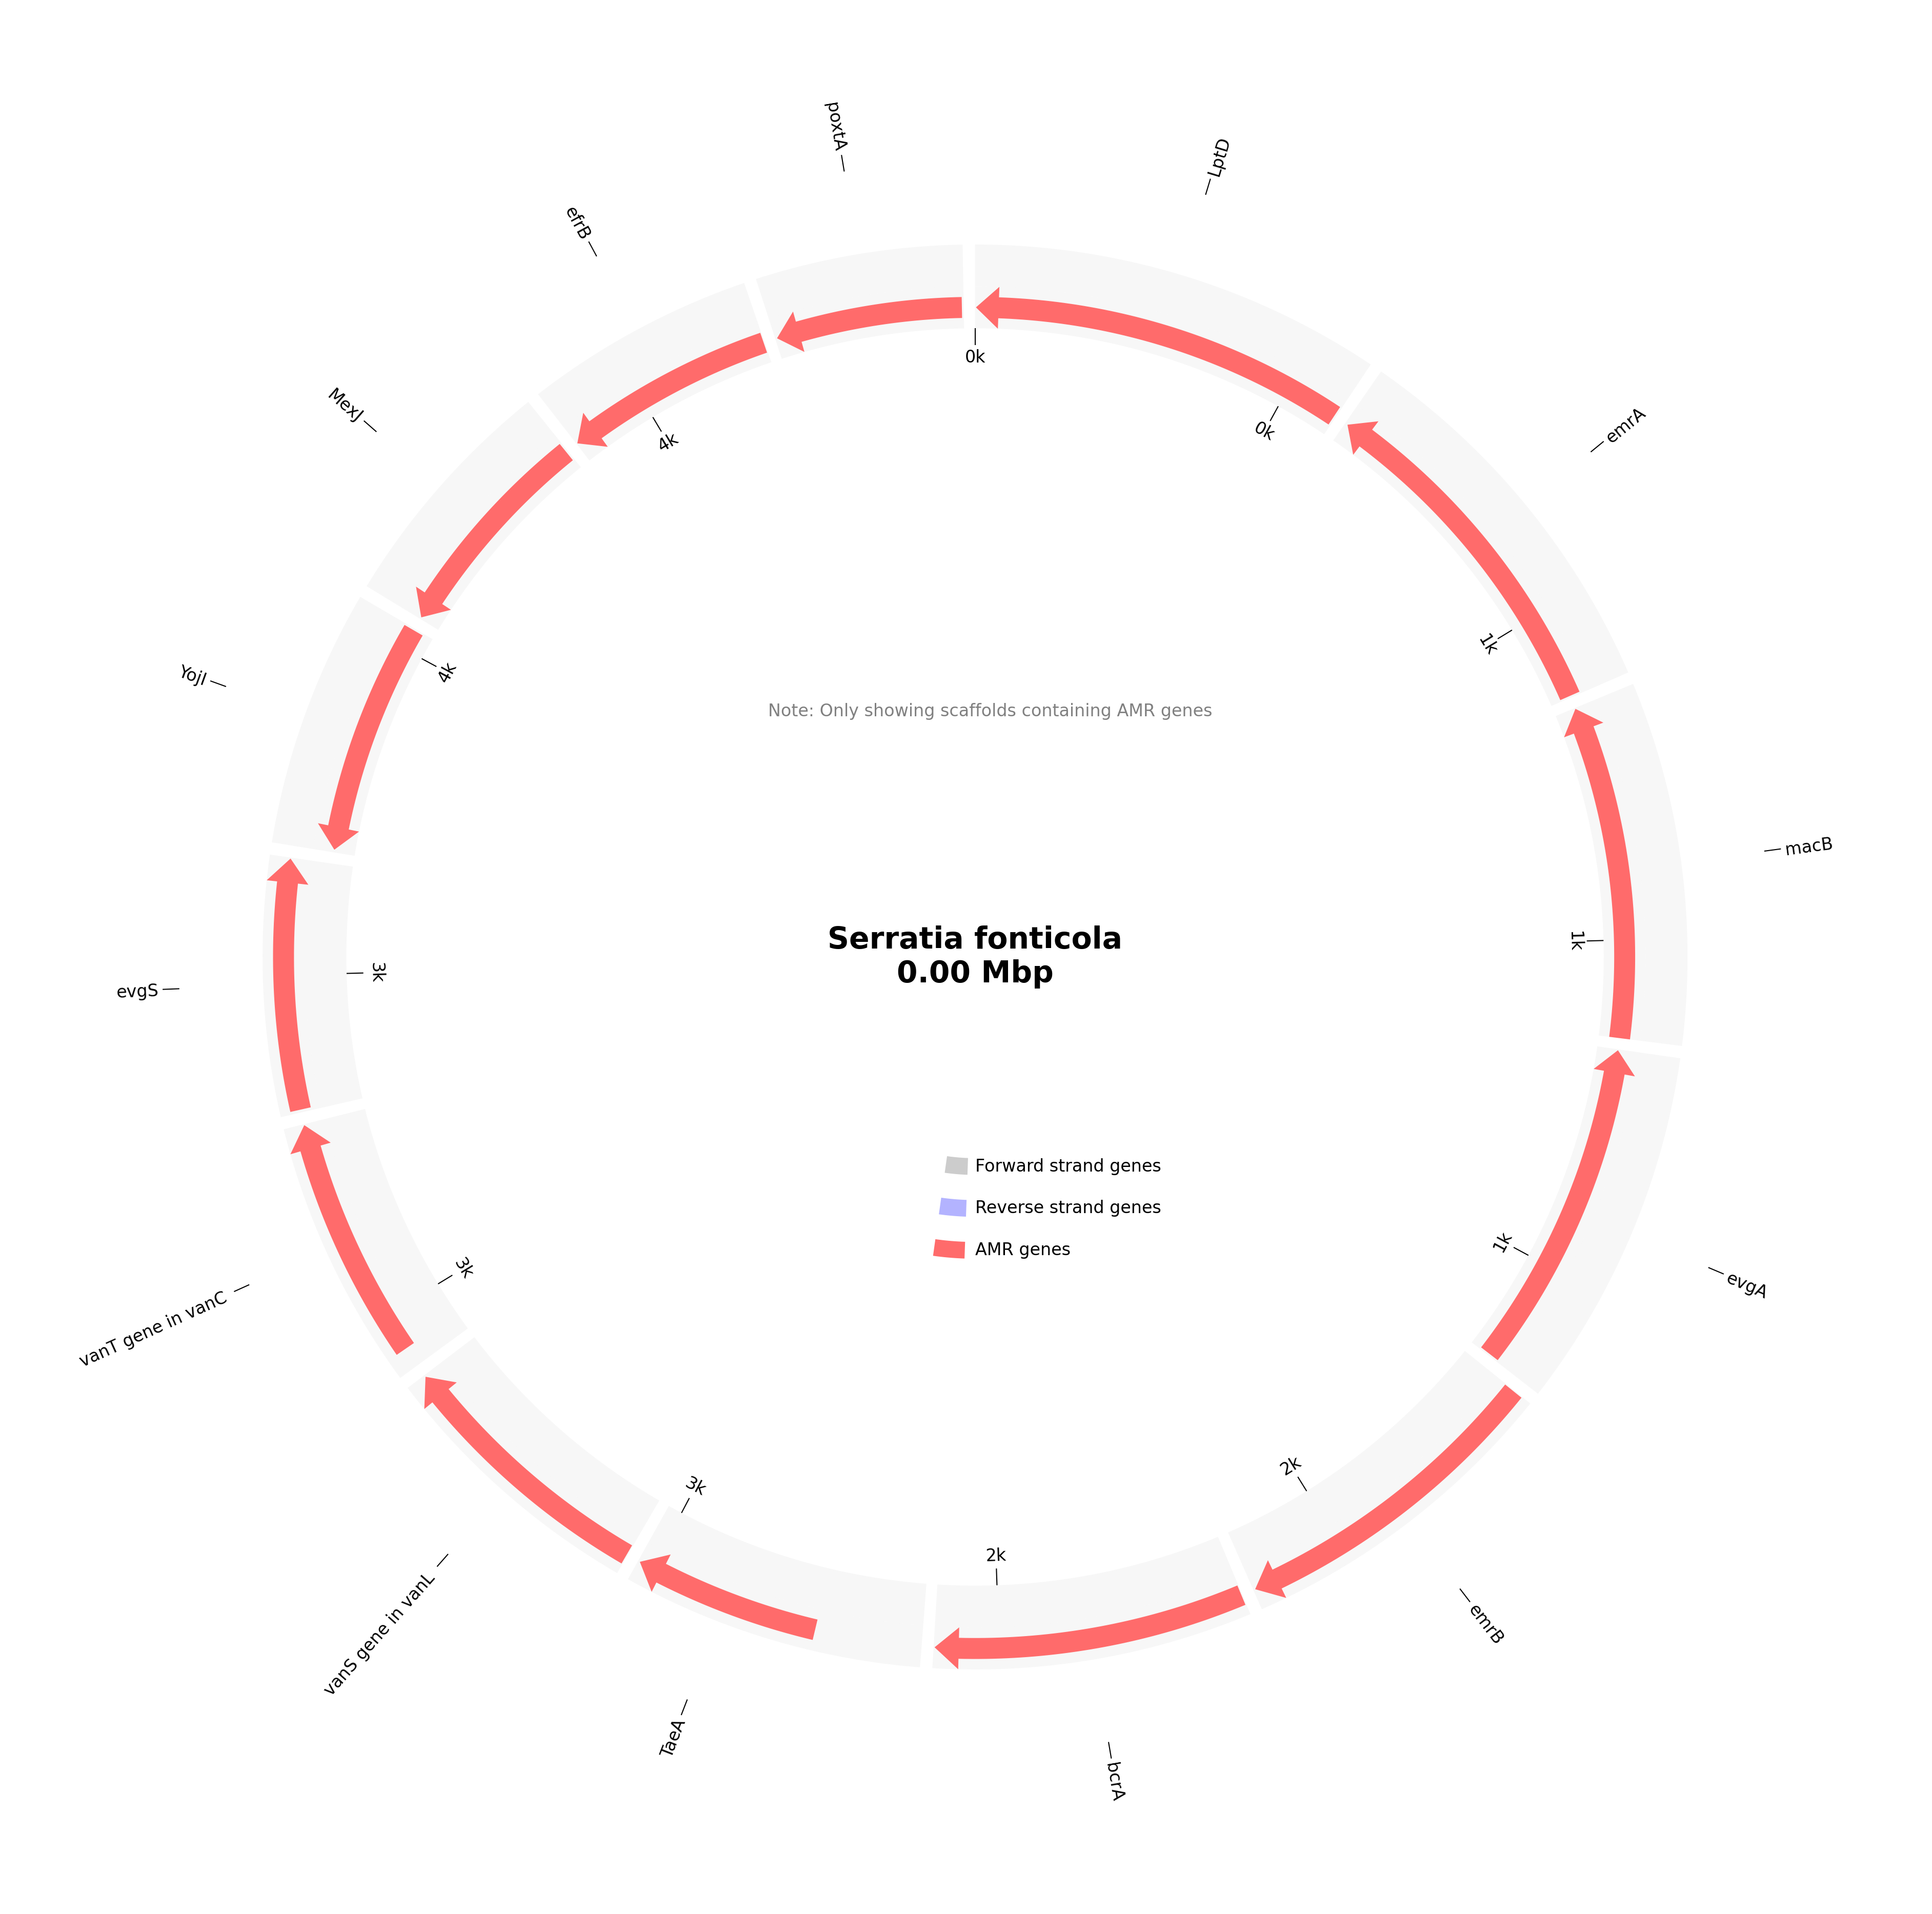 poxtA
LptD
efrB
emrA
MexJ
0k
0k
4k
1k
YojI
4k
Note: Only showing scaffolds containing AMR genes
macB
Serratia fonticola
0.00 Mbp
1k
3k
evgS
Forward strand genes
Reverse strand genes
AMR genes
1k
evgA
3k
vanT gene in vanC
2k
3k
2k
vanS gene in vanL
emrB
TaeA
bcrA